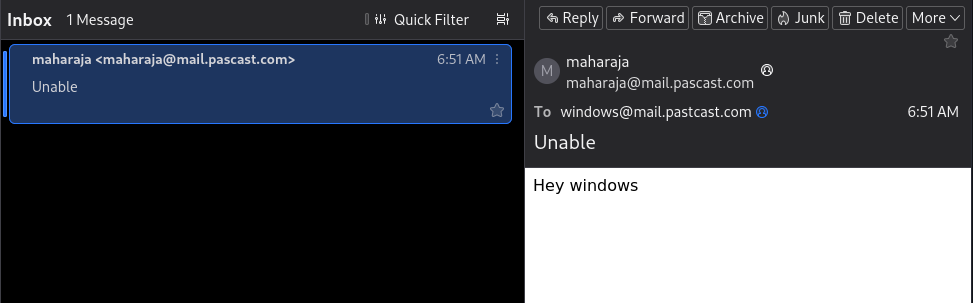 Inbox 1 Message Quick Filter
maharaja <maharaja@mail.pascast.com> 6:51 AM
Unable
Reply Forward Archive Junk Delete More
M
maharaja
maharaja@mail.pascast.com
To windows@mail.pastcast.com 6:51 AM
Unable
Hey windows